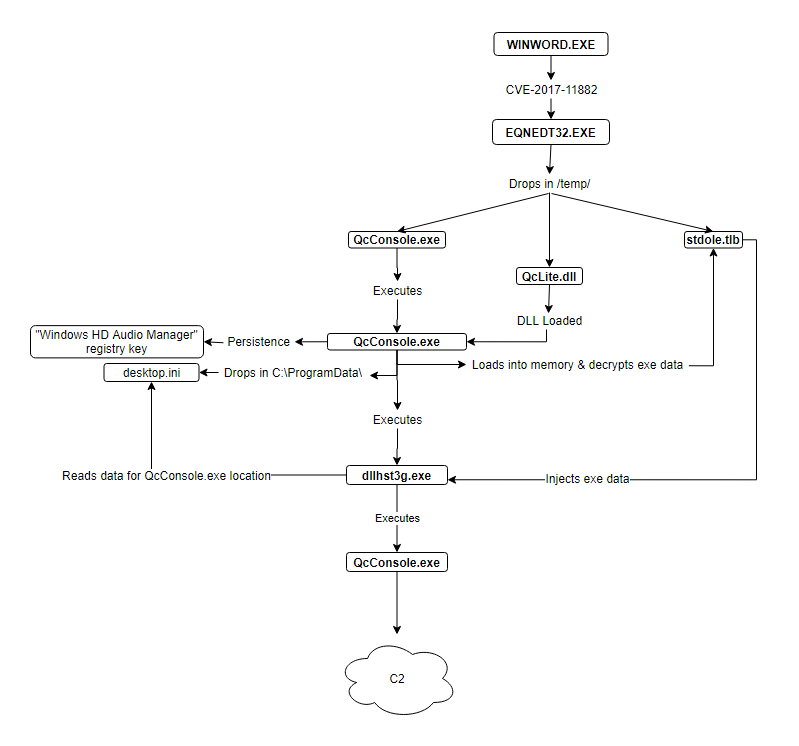 WINWORD.EXE
CVE-2017-11882
EQNEDT32.EXE
Drops in /temp/
QcConsole.exe
stdole.tlb
QcLite.dll
Executes
DLL Loaded
"Windows HD Audio Manager"
registry key
Persistence
QcConsole.exe
desktop.ini
Drops in C:\ProgramData\
Loads into memory & decrypts exe data
Executes
Reads data for QcConsole.exe location
dllhst3g.exe
Injects exe data
Executes
QcConsole.exe
C2